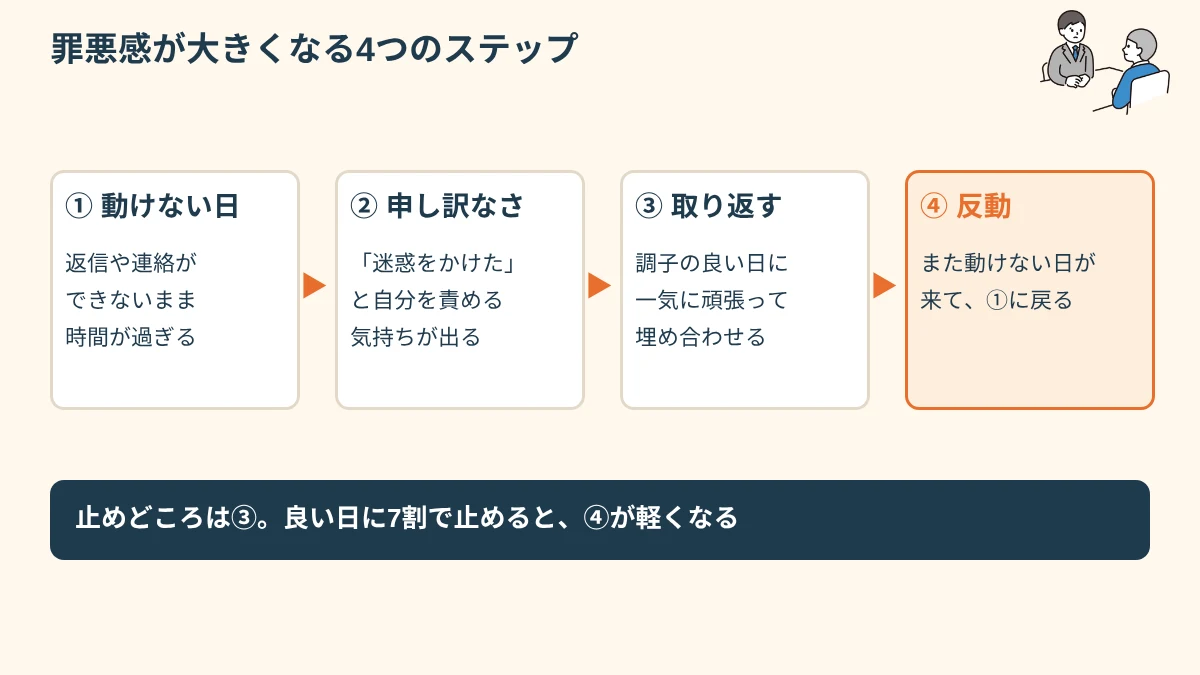 罪悪感が大きくなる4つのステップ
① 動けない日
返信や連絡が
できないまま
時間が過ぎる
② 申し訳なさ
「迷惑をかけた」
と自分を責める
気持ちが出る
③ 取り返す
調子の良い日に
一気に頑張って
埋め合わせる
④ 反動
また動けない日が
来て、①に戻る
止めどころは③。良い日に7割で止めると、④が軽くなる